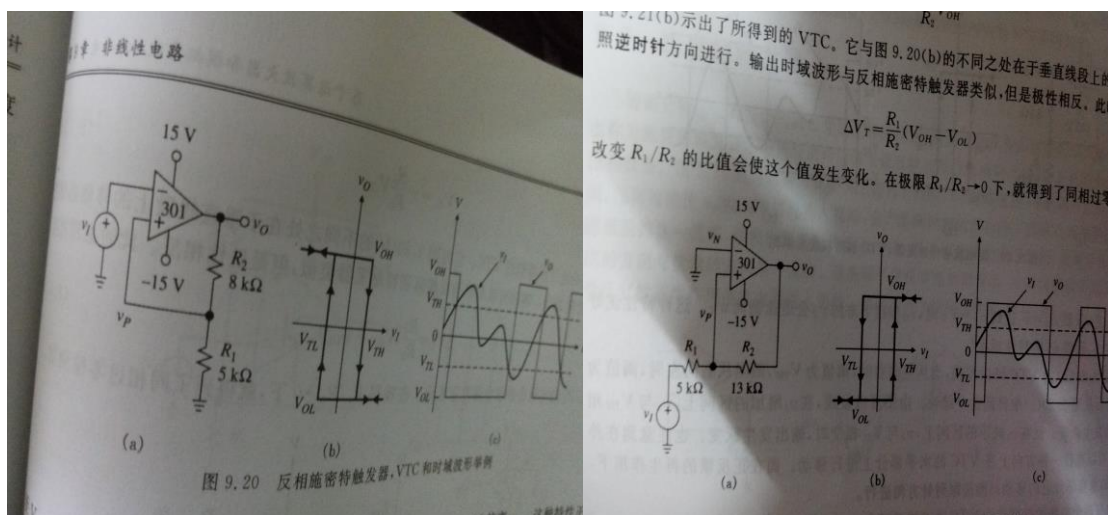 计
度
章 非线性电路
15 V
301
v_I
v_O
-15 V
R_2
8 kΩ
v_P
R_1
5 kΩ
(a)
v_O
V_OH
v_I
V_TL
V_TH
V_OL
(b)
V
V_OH
v_I
v_O
V_TH
0
V_TL
V_OL
(c)
图 9.20 反相施密特触发器,VTC和时域波形举例
R_2
图 9.21(b)示出了所得到的 VTC。它与图 9.20(b)的不同之处在于垂直线段上的
照逆时针方向进行。输出时域波形与反相施密特触发器类似,但是极性相反。此
ΔV_T = R_1/R_2 (V_OH - V_OL)
改变 R_1/R_2 的比值会使这个值发生变化。在极限 R_1/R_2→0 下,就得到了同相过零
15 V
v_N
301
v_O
v_P
-15 V
R_1
5 kΩ
R_2
13 kΩ
v_I
(a)
v_O
V_OH
V_TL
V_TH
v_I
V_OL
(b)
V
V_OH
v_I
v_O
V_TH
0
V_TL
V_OL
(c)